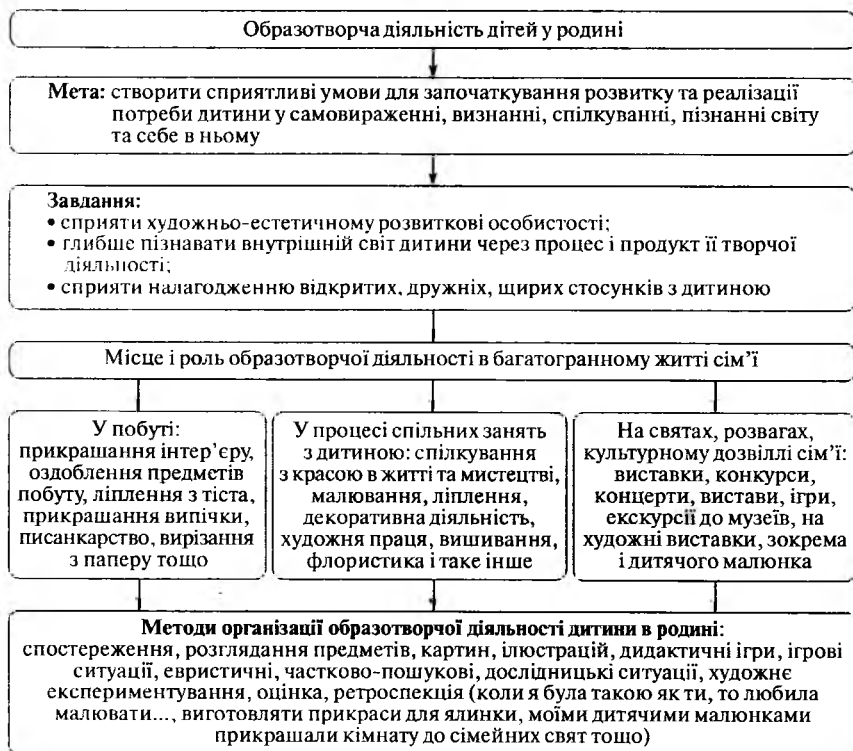 Образотворча діяльність дітей у родині
Мета: створити сприятливі умови для започаткування розвитку та реалізації
потреби дитини у самовираженні, визнанні, спілкуванні, пізнанні світу
та себе в ньому
Завдання:
• сприяти художньо-естетичному розвиткові особистості;
• глибше пізнавати внутрішній світ дитини через процес і продукт її творчої
діяльності;
• сприяти налагодженню відкритих, дружніх, щирих стосунків з дитиною
Місце і роль образотворчої діяльності в багатогранному житті сім’ї
У побуті:
прикрашання інтер’єру,
оздоблення предметів
побуту, ліплення з тіста,
прикрашання випічки,
писанкарство, вирізання
з паперу тощо
У процесі спільних занять
з дитиною: спілкування
з красою в житті та мистецтві,
малювання, ліплення,
декоративна діяльність,
художня праця, вишивання,
флористика і таке інше
На святах, розвагах,
культурному дозвіллі сім’ї:
виставки, конкурси,
концерти, вистави, ігри,
екскурсії до музеїв, на
художні виставки, зокрема
і дитячого малюнка
Методи організації образотворчої діяльності дитини в родині:
спостереження, розглядання предметів, картин, ілюстрацій, дидактичні ігри, ігрові
ситуації, евристичні, частково-пошукові, дослідницькі ситуації, художнє
експериментування, оцінка, ретроспекція (коли я була такою як ти, то любила
малювати..., виготовляти прикраси для ялинки, моїми дитячими малюнками
прикрашали кімнату до сімейних свят тощо)